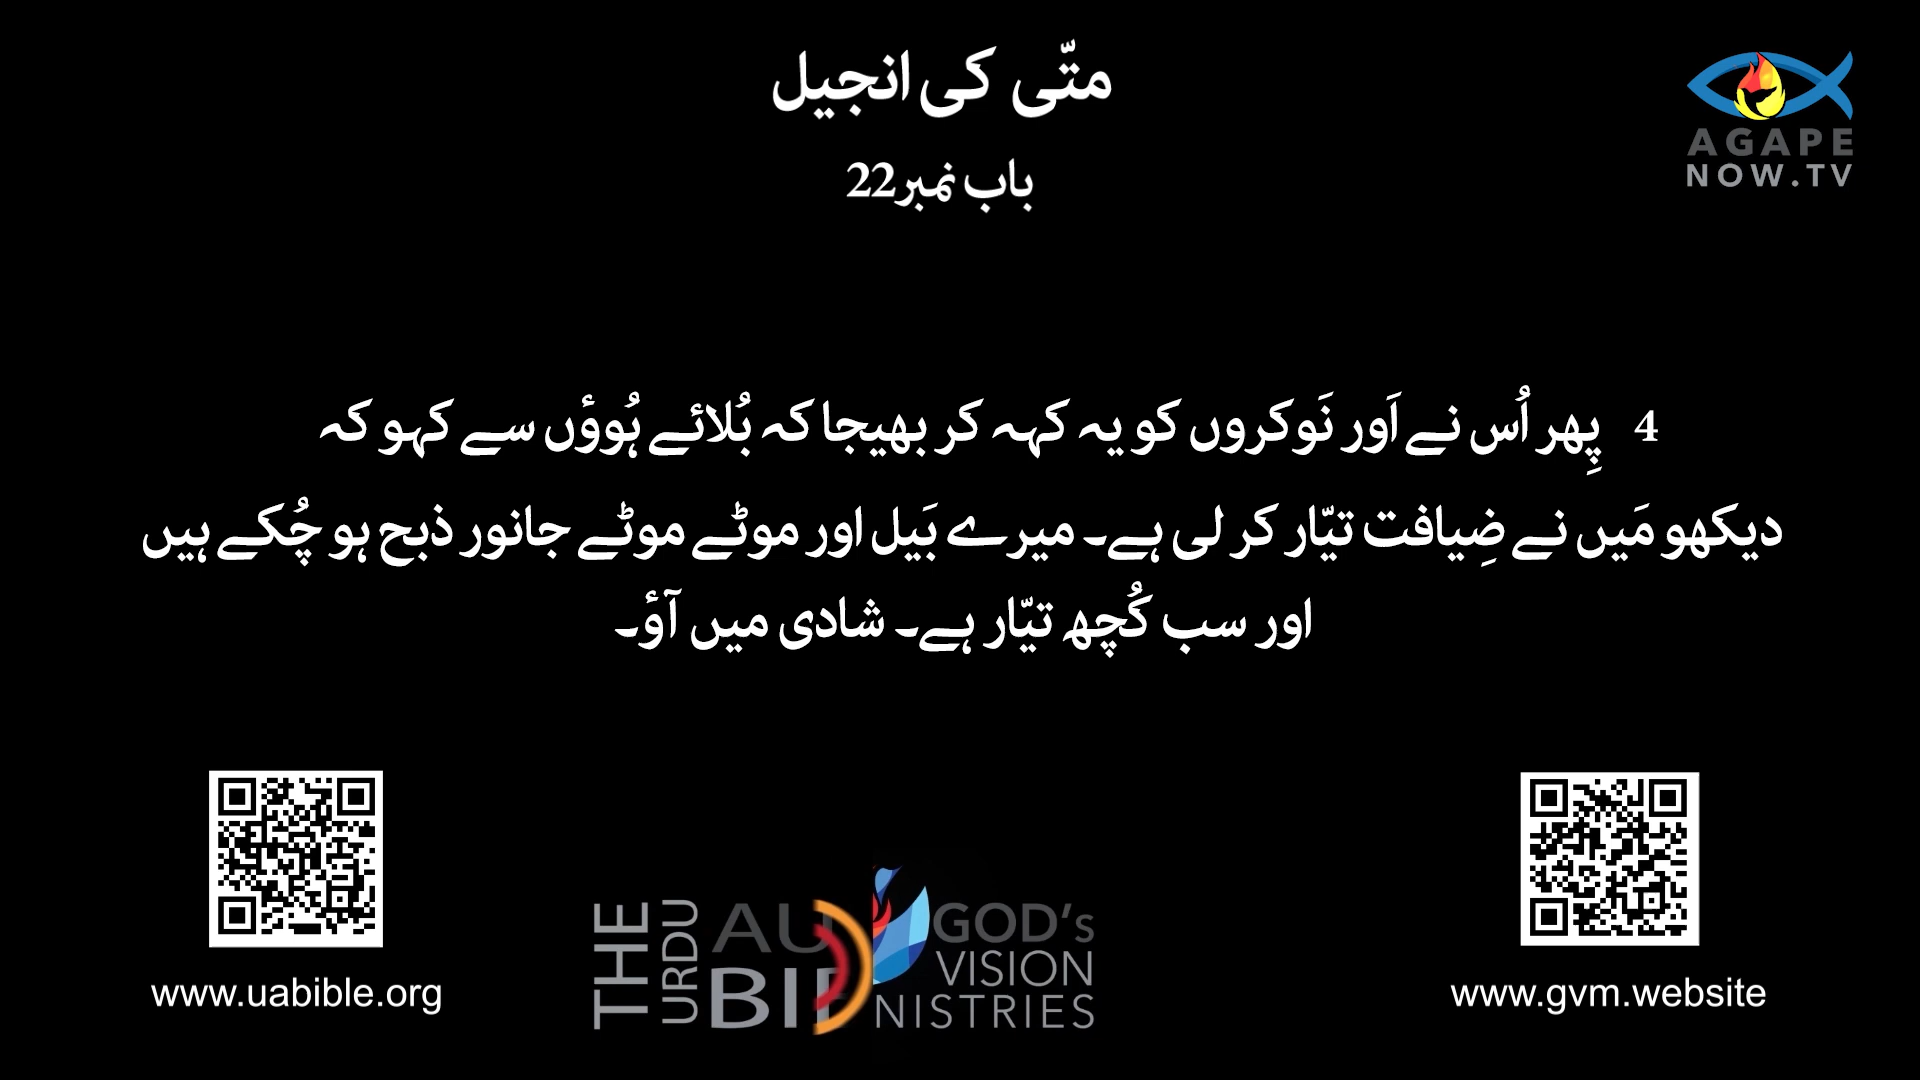 متّی کی انجیل
AGAPE
NOW.TV
باب نمبر22
4 پِھر اُس نے اَور نَوکروں کو یہ کہہ کر بھیجا کہ بُلائے ہُوؤں سے کہو کہ
دیکھو مَیں نے ضِیافت تیّار کر لی ہے۔ میرے بَیل اور موٹے موٹے جانور ذبح ہو چُکے ہیں
اور سب کُچھ تیّار ہے۔ شادی میں آؤ۔
THE
URDU
AU
BI
GOD's
VISION
NISTRIES
www.uabible.org
www.gvm.website